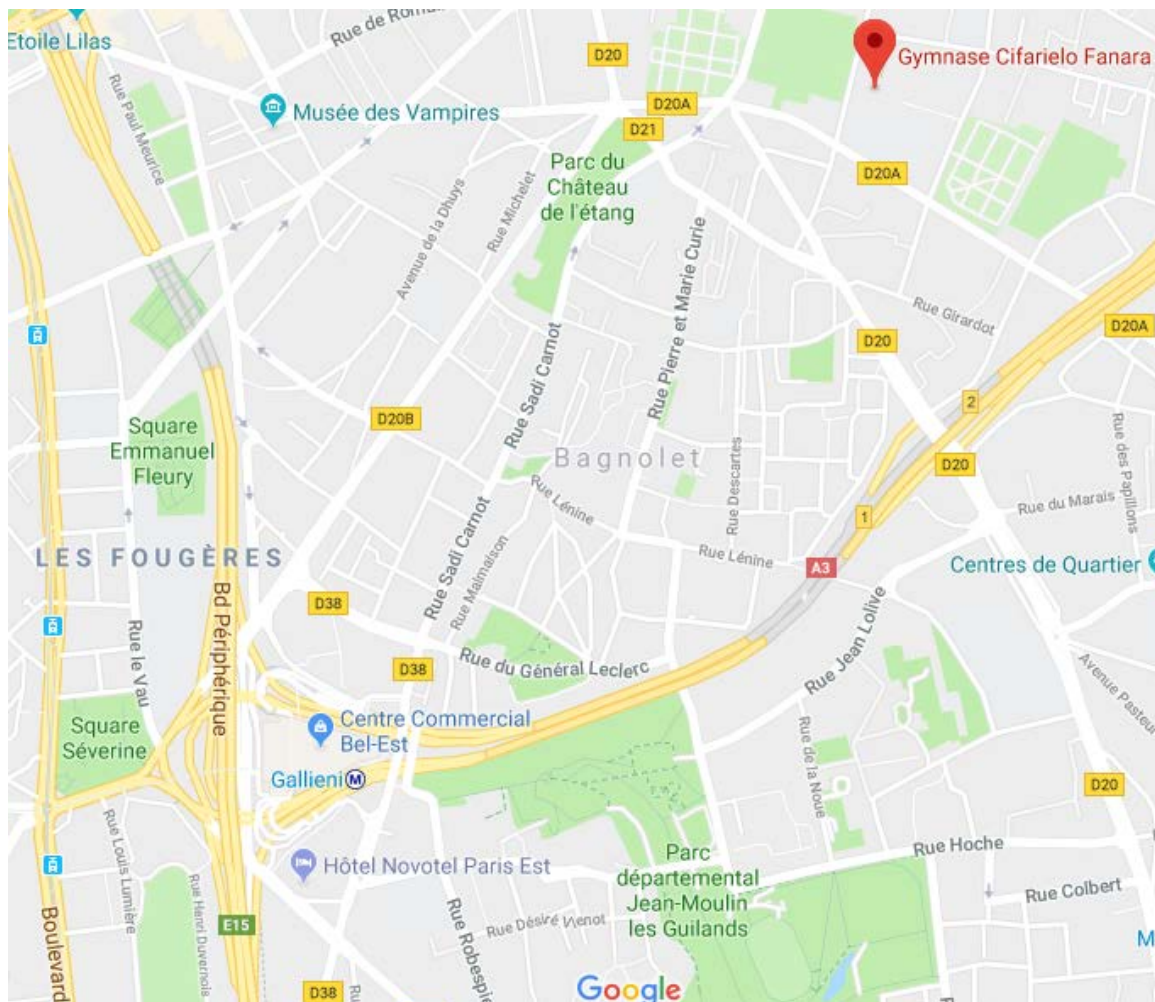 Etoile Lilas
Rue Paul Meurice
Musée des Vampires
D20
D20A
D21
Gymnase Cifarielo Fanara
D20A
Parc du
Château
de l'étang
Rue Michelet
Avenue de la Dhuys
Rue Pierre et Marie Curie
Rue Girardot
D20A
D20
Rue Sadi Carnot
D20B
Square
Emmanuel
Fleury
Bagnolet
2
D20
1
Rue des Papillons
Rue Descartes
Rue Lénine
Rue du Marais
Rue Sadi Carnot
Rue Malmaison
Rue Lénine
A3
Centres de Quartier
LES FOUGÈRES
Bd Périphérique
D38
Rue le Vau
D38
Rue du Général Leclerc
Rue Jean Lolive
Avenue Pasteur
Square
Séverine
Centre Commercial
Bel-Est
Gallieni
M
Rue de la Noue
D20
Rue Louis Lumière
Rue Henri Duvernois
Hôtel Novotel Paris Est
Parc
départemental
Jean-Moulin
les Guilands
Rue Hoche
Rue Colbert
Boulevard
E15
Rue Désiré
Rue Robespie
M
D38
Google